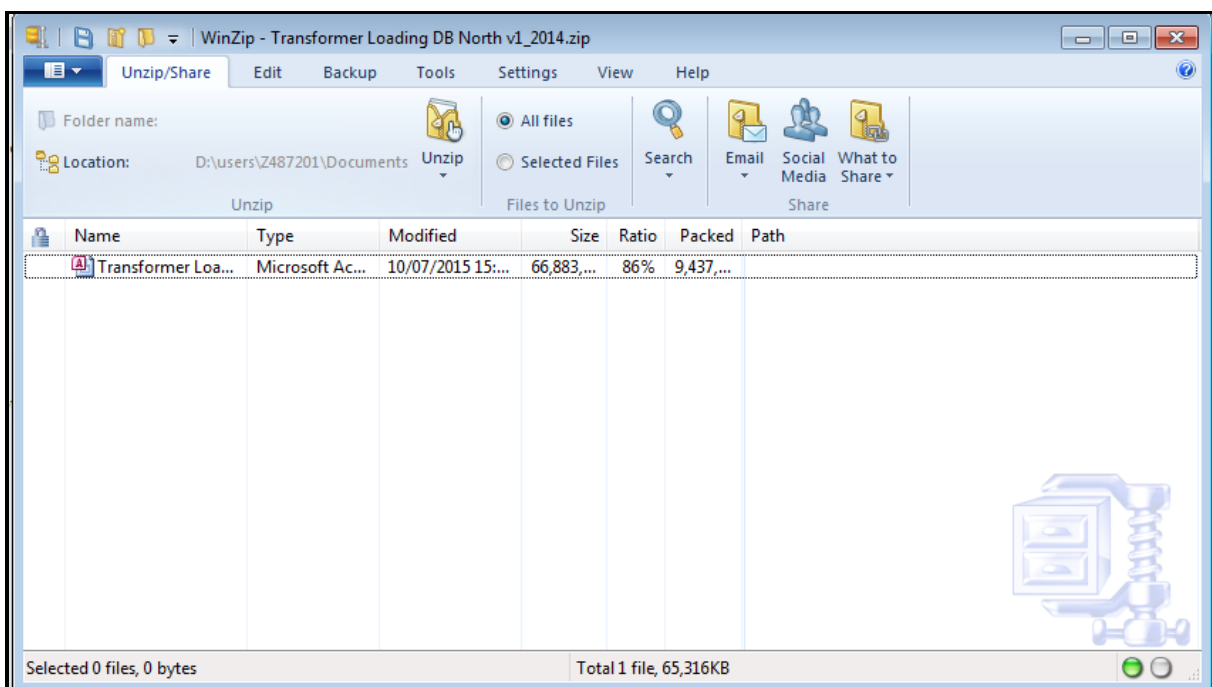 WinZip - Transformer Loading DB North v1_2014.zip
Unzip/Share Edit Backup Tools Settings View Help
Folder name:
Location: D:\users\Z487201\Documents
Unzip
All files
Selected Files
Search
Email
Social Media
What to Share
Unzip Files to Unzip Share
Name Type Modified Size Ratio Packed Path
Transformer Loa... Microsoft Ac... 10/07/2015 15:... 66,883,... 86% 9,437,...
Selected 0 files, 0 bytes Total 1 file, 65,316KB